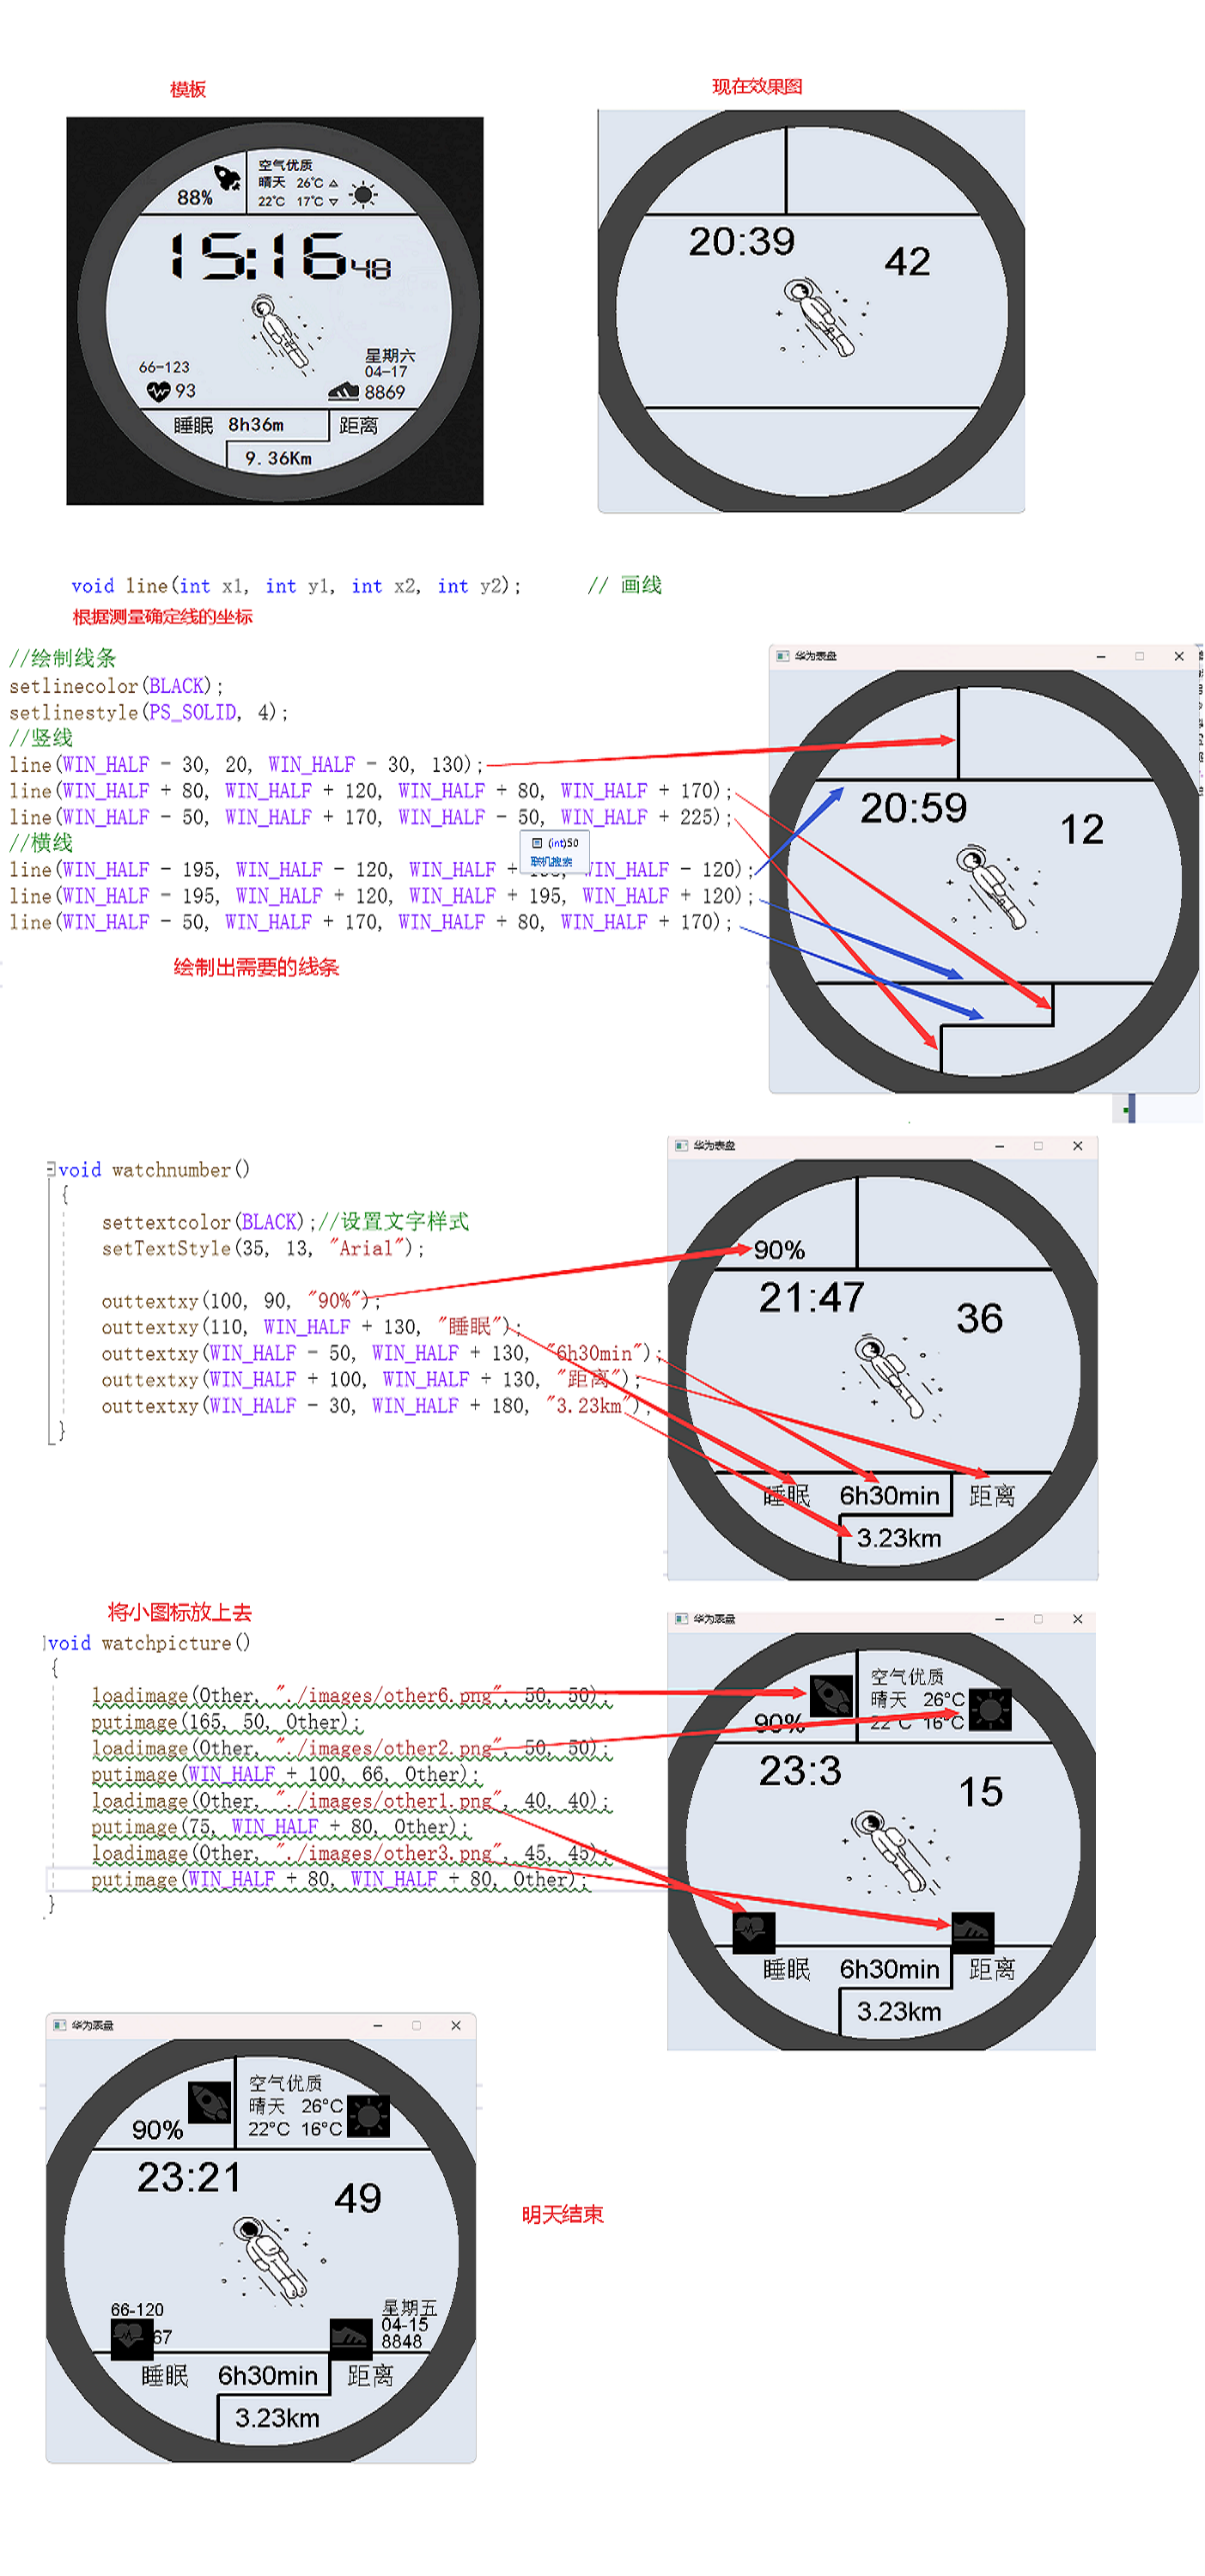 模板
现在效果图
空气优质
88%
晴天 26℃ △
22℃ 17℃ ▽
15:16 48
66-123
93
星期六
04-17
8869
睡眠 8h36m 距离
9.36Km
20:39
42
void line(int x1, int y1, int x2, int y2); // 画线
根据测量确定线的坐标
//绘制线条
setlinecolor(BLACK);
setlinestyle(PS_SOLID, 4);
//竖线
line(WIN_HALF - 30, 20, WIN_HALF - 30, 130);
line(WIN_HALF + 80, WIN_HALF + 120, WIN_HALF + 80, WIN_HALF + 170);
line(WIN_HALF - 50, WIN_HALF + 170, WIN_HALF - 50, WIN_HALF + 225);
//横线
(int)50
联机搜索
line(WIN_HALF - 195, WIN_HALF - 120, WIN_HALF + WIN_HALF - 120);
line(WIN_HALF - 195, WIN_HALF + 120, WIN_HALF + 195, WIN_HALF + 120);
line(WIN_HALF - 50, WIN_HALF + 170, WIN_HALF + 80, WIN_HALF + 170);
绘制出需要的线条
华为表盘
20:59
12
void watchnumber()
{
settextcolor(BLACK);//设置文字样式
setTextStyle(35, 13, "Arial");
outtextxy(100, 90, "90%");
outtextxy(110, WIN_HALF + 130, "睡眠");
outtextxy(WIN_HALF - 50, WIN_HALF + 130, "6h30min");
outtextxy(WIN_HALF + 100, WIN_HALF + 130, "距离");
outtextxy(WIN_HALF - 30, WIN_HALF + 180, "3.23km");
}
华为表盘
90%
21:47
36
睡眠 6h30min 距离
3.23km
将小图标放上去
void watchpicture()
{
loadimage(Other, "./images/other6.png", 50, 50);
putimage(165, 50, Other);
loadimage(Other, "./images/other2.png", 50, 50);
putimage(WIN_HALF + 100, 66, Other);
loadimage(Other, "./images/other1.png", 40, 40);
putimage(75, WIN_HALF + 80, Other);
loadimage(Other, "./images/other3.png", 45, 45);
putimage(WIN_HALF + 80, WIN_HALF + 80, Other);
}
华为表盘
空气优质
晴天 26°C
90%
22°C 16°C
23:3
15
睡眠 6h30min 距离
3.23km
华为表盘
空气优质
晴天 26°C
90%
22°C 16°C
23:21
49
66-120
67
星期五
04-15
8848
睡眠 6h30min 距离
3.23km
明天结束